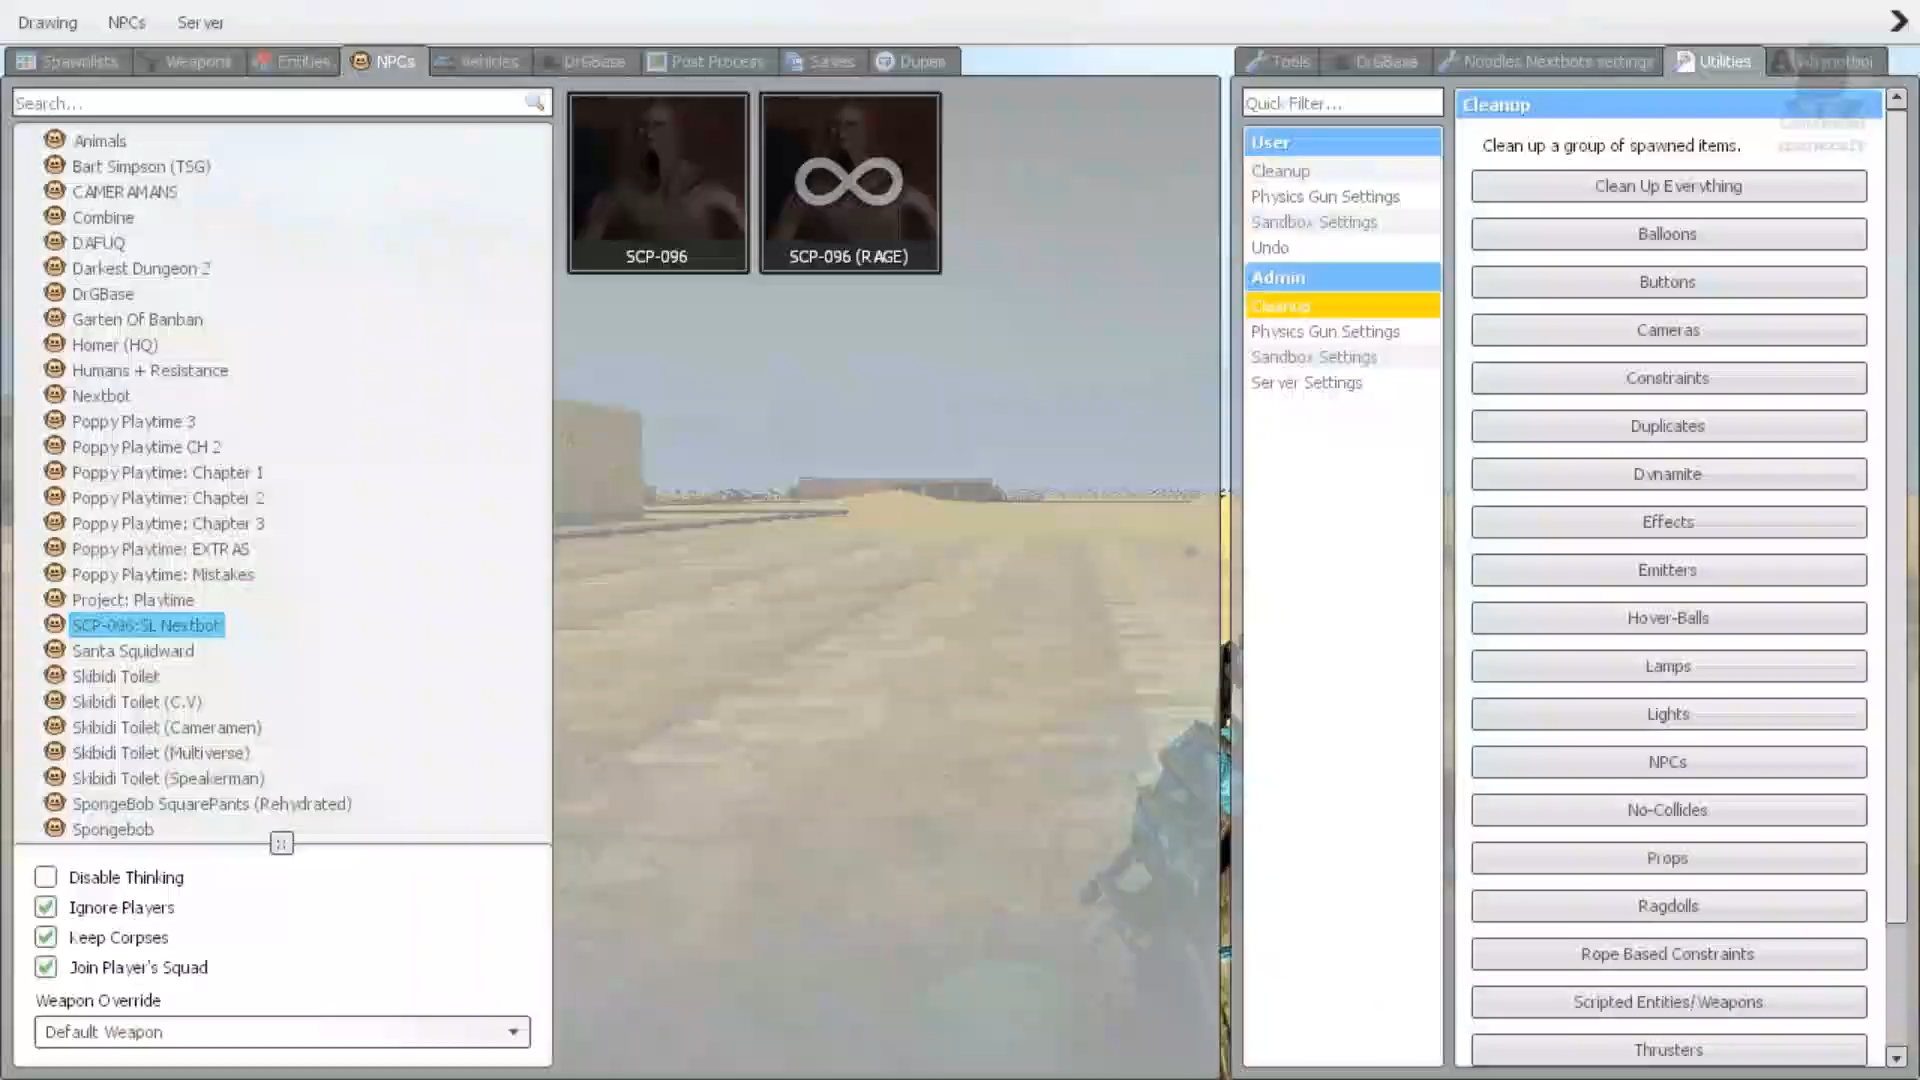 Drawing NPCs Server
Spawnlists Weapons Entities NPCs Vehicles DrGBase Post Process Saves Dupes
Tools DrGBase Noodles Nextbots settings Utilities
Search...
Animals
Bart Simpson (TSG)
CAMERAMANS
Combine
DAFUQ
Darkest Dungeon 2
DrGBase
Garten Of Banban
Homer (HQ)
Humans + Resistance
Nextbot
Poppy Playtime 3
Poppy Playtime CH 2
Poppy Playtime: Chapter 1
Poppy Playtime: Chapter 2
Poppy Playtime: Chapter 3
Poppy Playtime: EXTRAS
Poppy Playtime: Mistakes
Project: Playtime
SCP-096:SL Nextbot
Santa Squidward
Skibidi Toilet
Skibidi Toilet (C.V)
Skibidi Toilet (Cameramen)
Skibidi Toilet (Multiverse)
Skibidi Toilet (Speakerman)
SpongeBob SquarePants (Rehydrated)
Spongebob
Disable Thinking
Ignore Players
Keep Corpses
Join Player's Squad
Weapon Override
Default Weapon
SCP-096
SCP-096 (RAGE)
Quick Filter...
User
Cleanup
Physics Gun Settings
Sandbox Settings
Undo
Admin
Cleanup
Physics Gun Settings
Sandbox Settings
Server Settings
Cleanup
Clean up a group of spawned items.
Clean Up Everything
Balloons
Buttons
Cameras
Constraints
Duplicates
Dynamite
Effects
Emitters
Hover-Balls
Lamps
Lights
NPCs
No-Collides
Props
Ragdolls
Rope Based Constraints
Scripted Entities/Weapons
Thrusters